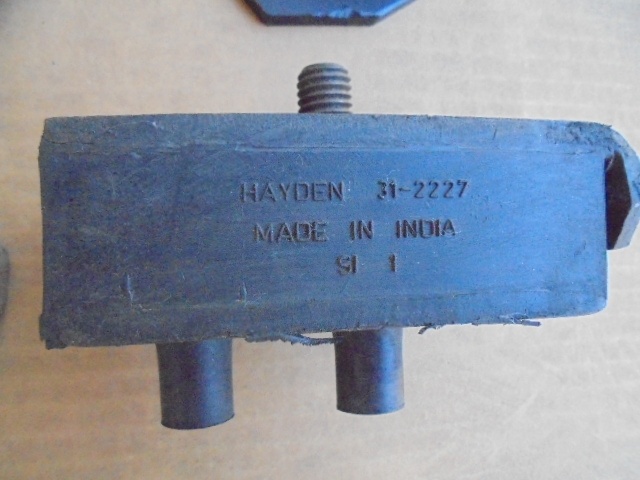 HAYDEN 31-2227
MADE IN INDIA
SI 1